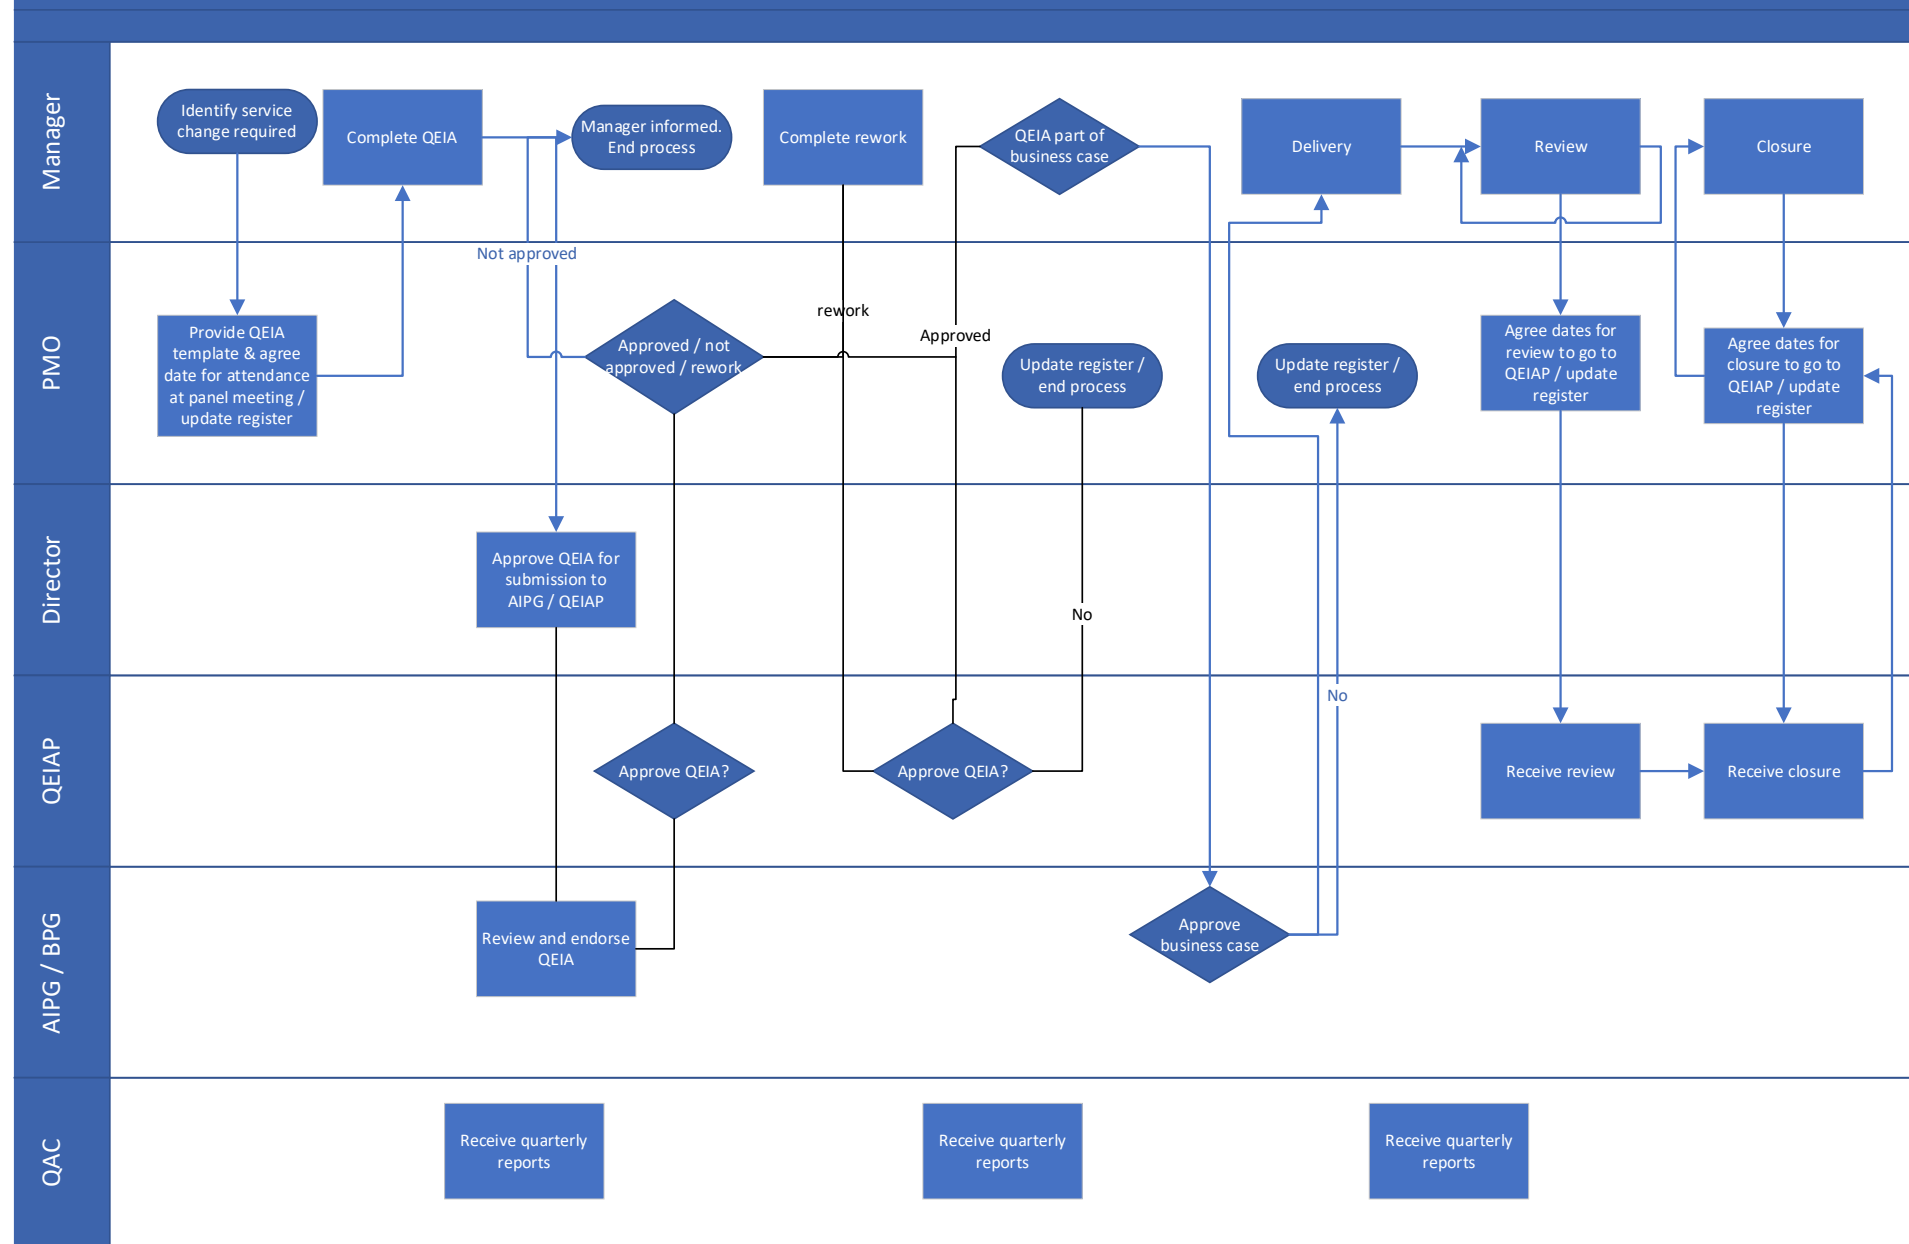 Manager
Identify service
change required
Complete QEIA
Manager informed.
End process
Complete rework
QEIA part of
business case
Delivery
Review
Closure
Not approved
PMO
Provide QEIA
template & agree
date for attendance
at panel meeting /
update register
Approved / not
approved / rework
rework
Approved
Update register /
end process
Update register /
end process
Agree dates for
review to go to
QEIAP / update
register
Agree dates for
closure to go to
QEIAP / update
register
Director
Approve QEIA for
submission to
AIPG / QEIAP
No
No
QEIAP
Approve QEIA?
Approve QEIA?
Receive review
Receive closure
AIPG / BPG
Review and endorse
QEIA
Approve
business case
QAC
Receive quarterly
reports
Receive quarterly
reports
Receive quarterly
reports